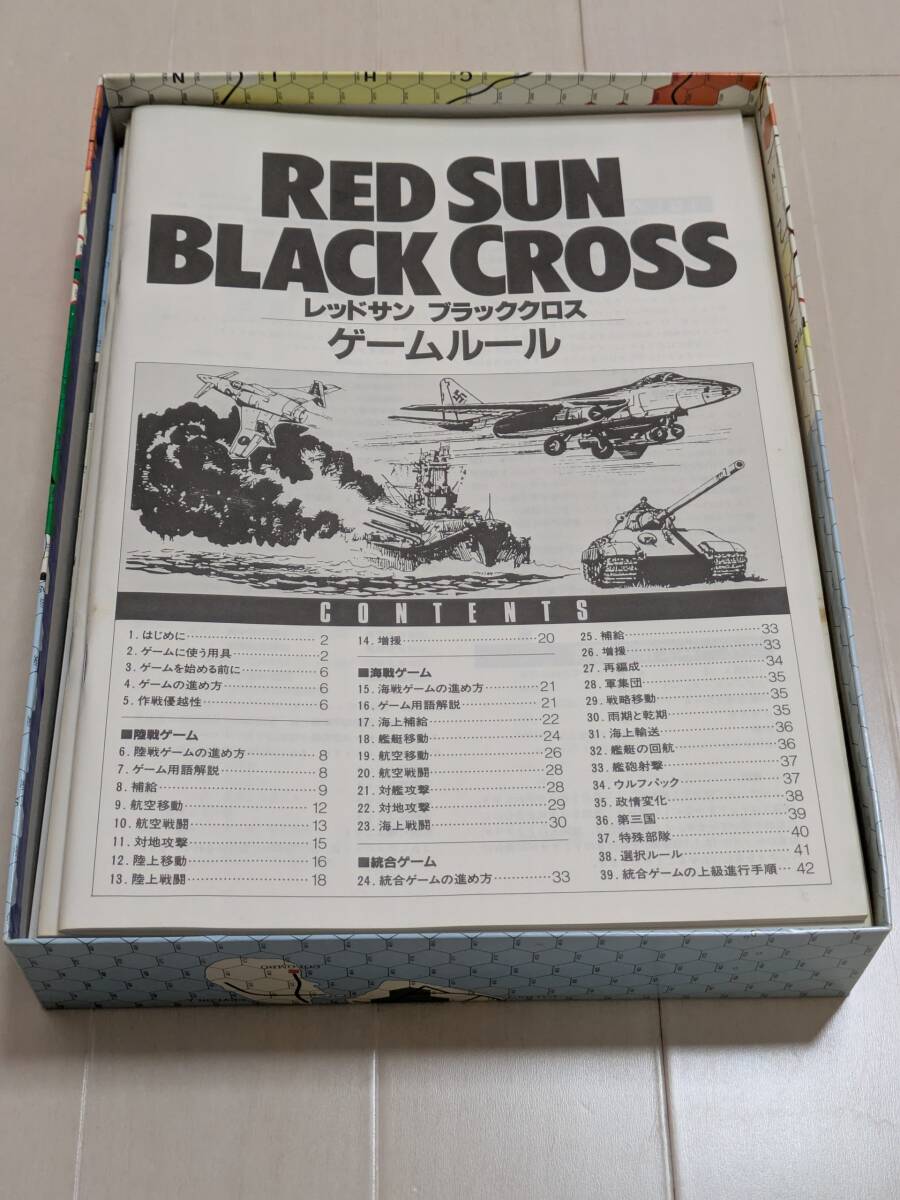 C H I N
RED SUN
BLACK CROSS
レッドサン ブラッククロス
ゲームルール
CONTENTS
1. はじめに…………………2
2. ゲームに使う用具…………2
3. ゲームを始める前に………6
4. ゲームの進め方……………6
5. 作戦優越性…………………6
■陸戦ゲーム
6. 陸戦ゲームの進め方………8
7. ゲーム用語解説……………8
8. 補給…………………………9
9. 航空移動……………………12
10. 航空戦闘…………………13
11. 対地攻撃…………………15
12. 陸上移動…………………16
13. 陸上戦闘…………………18
14. 増援………………………20
■海戦ゲーム
15. 海戦ゲームの進め方……21
16. ゲーム用語解説…………21
17. 海上補給…………………22
18. 艦艇移動…………………24
19. 航空移動…………………26
20. 航空戦闘…………………28
21. 対艦攻撃…………………28
22. 対地攻撃…………………29
23. 海上戦闘…………………30
■統合ゲーム
24. 統合ゲームの進め方……33
25. 補給………………………33
26. 増援………………………33
27. 再編成……………………34
28. 軍集団……………………35
29. 戦略移動…………………35
30. 雨期と乾期………………35
31. 海上輸送…………………36
32. 艦艇の回航………………36
33. 艦砲射撃…………………37
34. ウルフパック……………37
35. 政情変化…………………38
36. 第三国……………………39
37. 特殊部隊…………………40
38. 選択ルール………………41
39. 統合ゲームの上級進行手順…42
COLOMBO